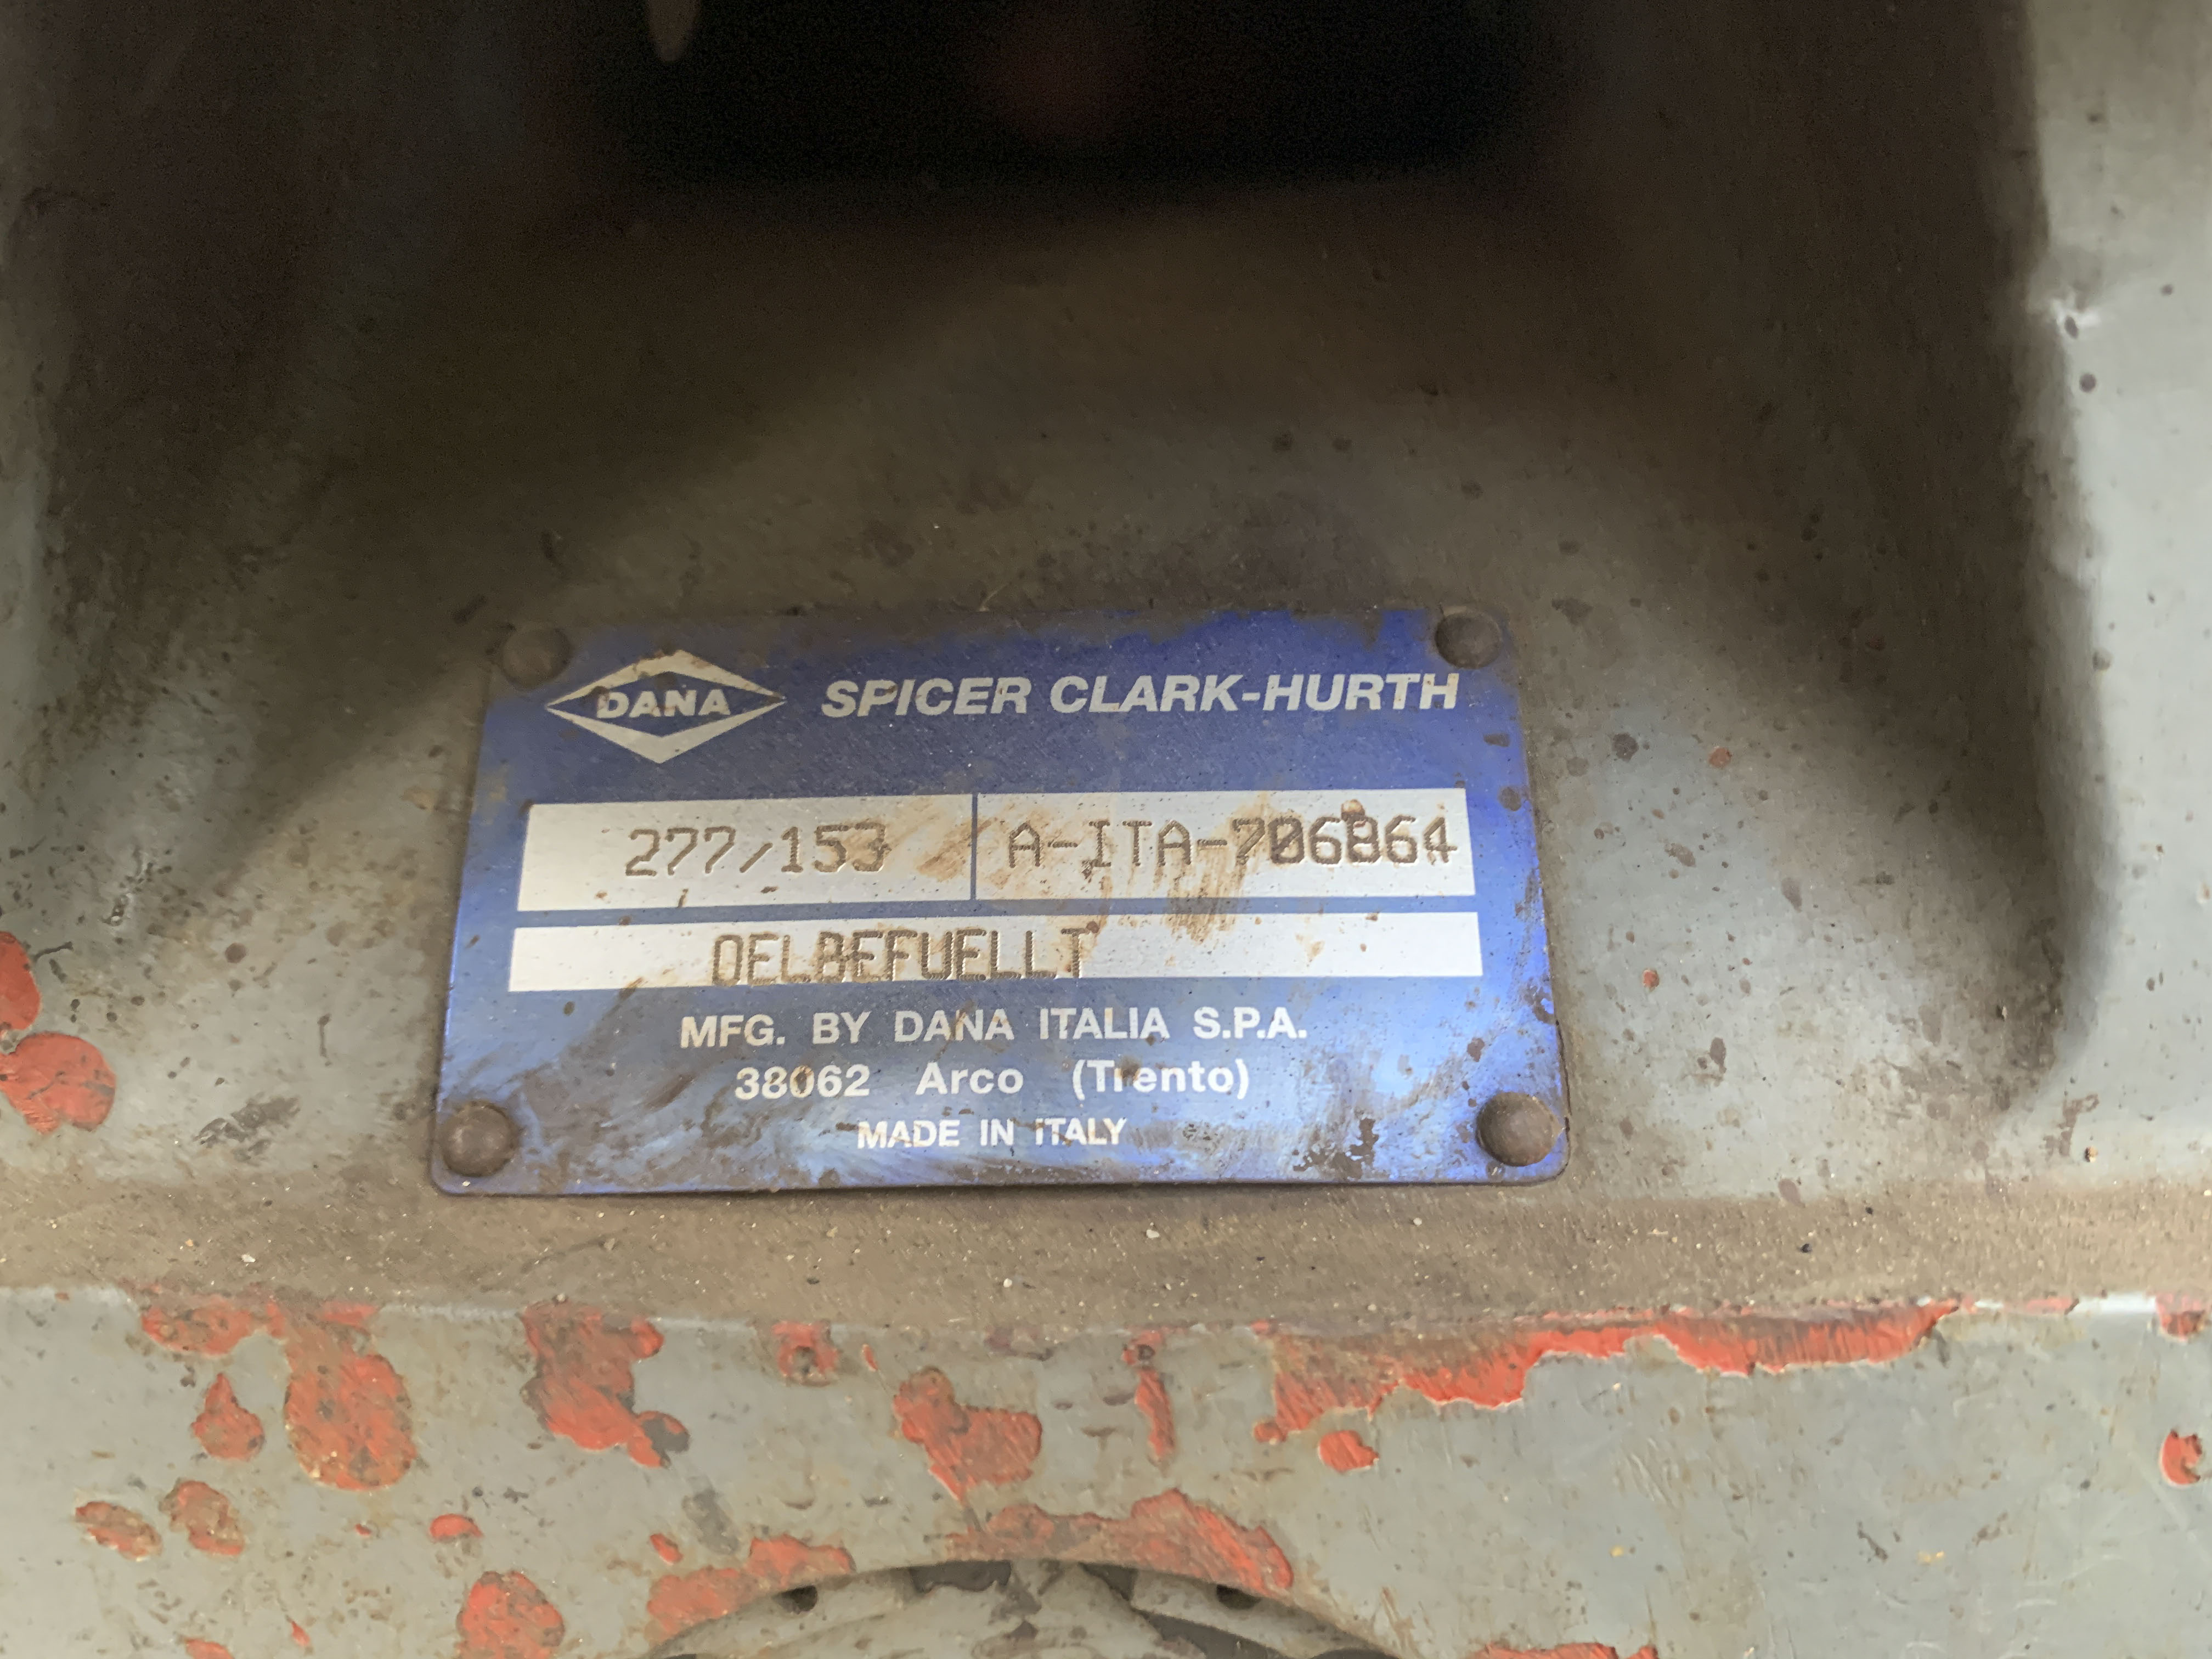 DANA SPICER CLARK-HURTH
277/153 A-ITA-706864
OELBEFUELLT
MFG. BY DANA ITALIA S.P.A.
38062 Arco (Trento)
MADE IN ITALY